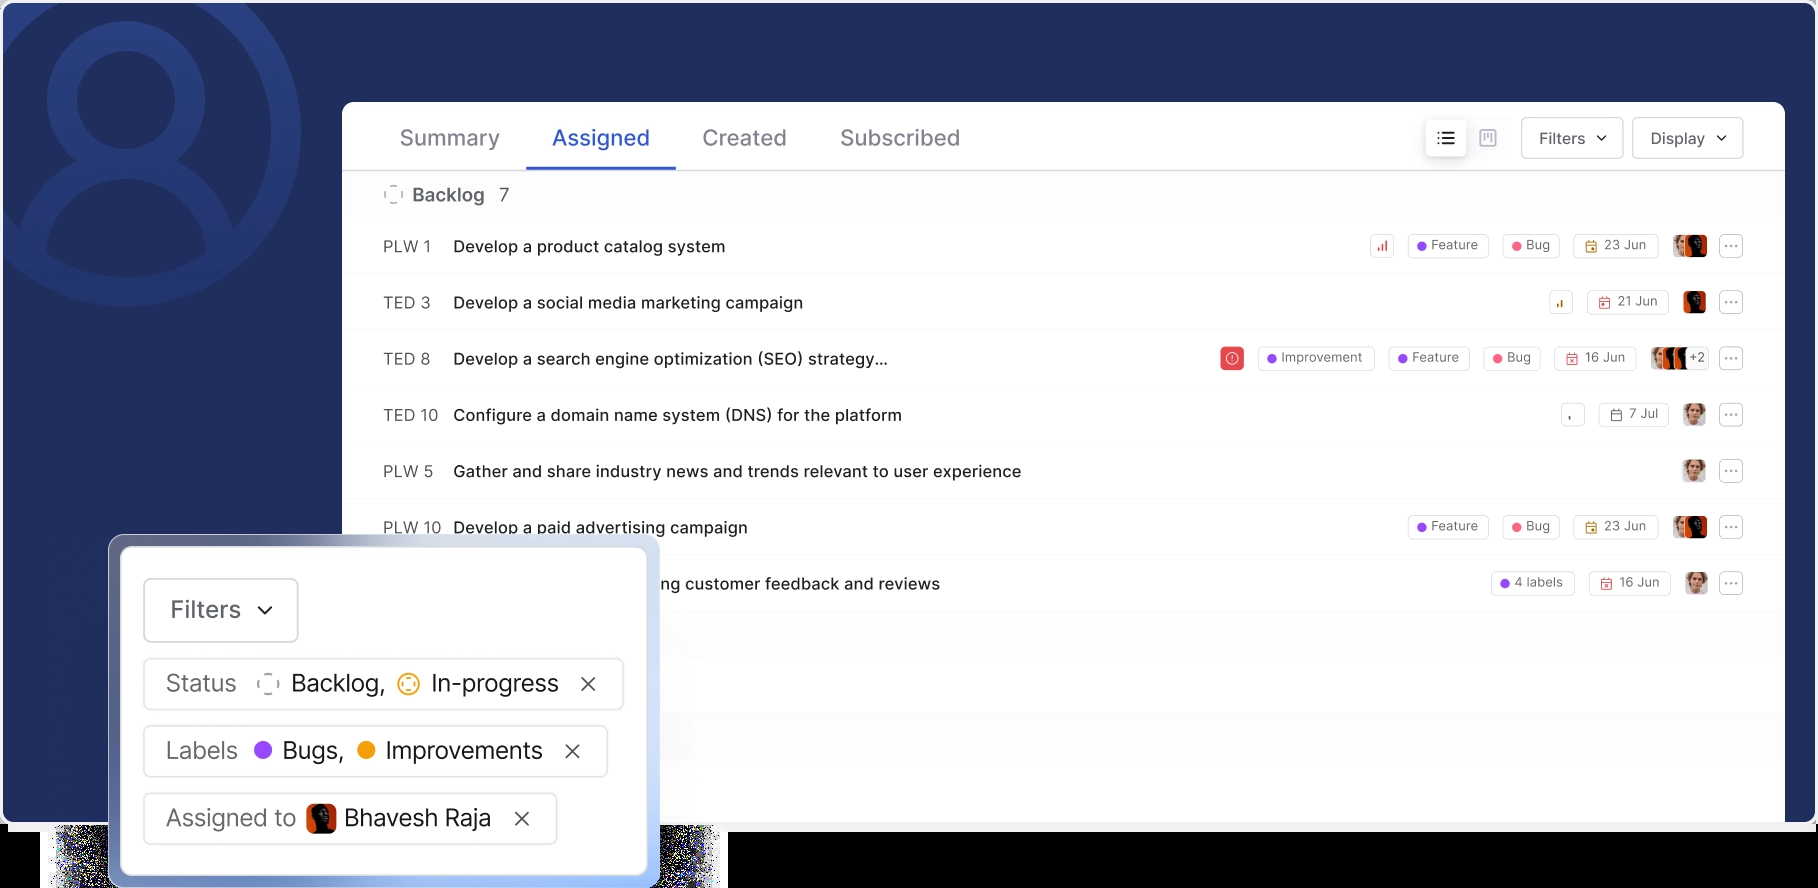 Summary Assigned Created Subscribed Filters Display
Backlog 7
PLW 1 Develop a product catalog system Feature Bug 23 Jun
TED 3 Develop a social media marketing campaign 21 Jun
TED 8 Develop a search engine optimization (SEO) strategy... Improvement Feature Bug 16 Jun +2
TED 10 Configure a domain name system (DNS) for the platform 7 Jul
PLW 5 Gather and share industry news and trends relevant to user experience
PLW 10 Develop a paid advertising campaign Feature Bug 23 Jun
ng customer feedback and reviews 4 labels 16 Jun
Filters
Status Backlog, In-progress
Labels Bugs, Improvements
Assigned to Bhavesh Raja